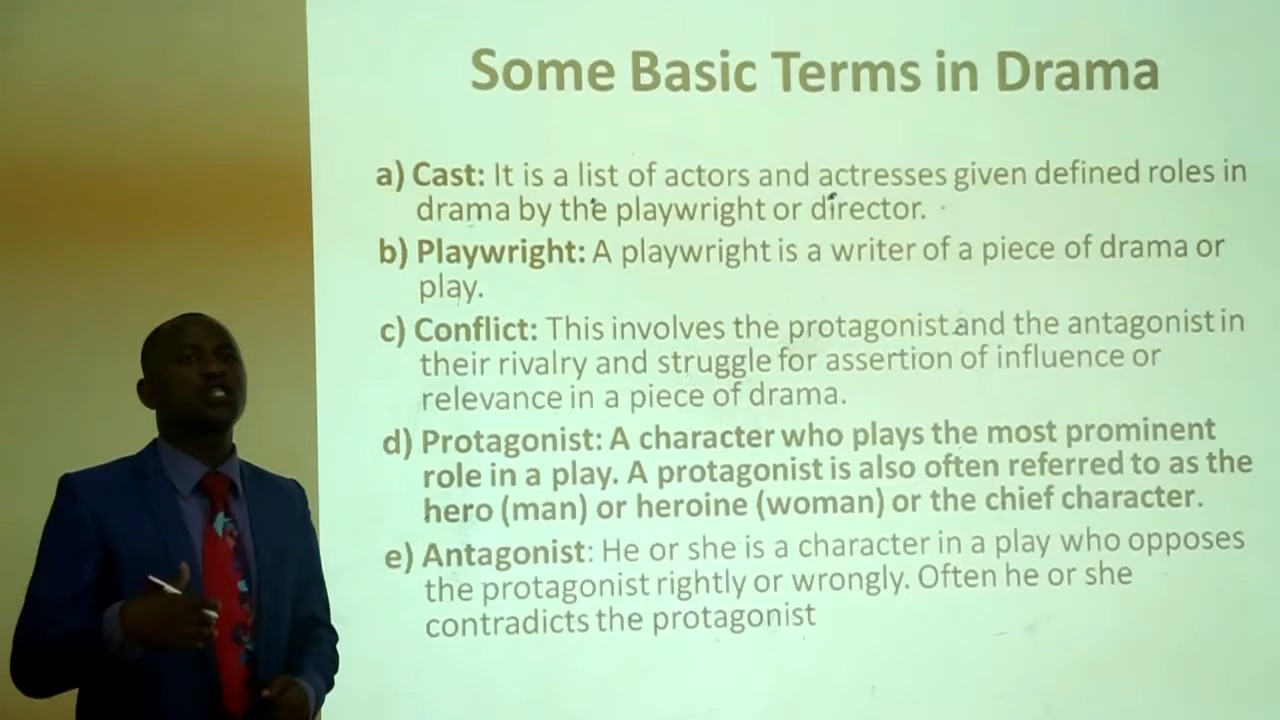 Some Basic Terms in Drama
a) Cast: It is a list of actors and actresses given defined roles in
drama by the playwright or director.
b) Playwright: A playwright is a writer of a piece of drama or
play.
c) Conflict: This involves the protagonist and the antagonist in
their rivalry and struggle for assertion of influence or
relevance in a piece of drama.
d) Protagonist: A character who plays the most prominent
role in a play. A protagonist is also often referred to as the
hero (man) or heroine (woman) or the chief character.
e) Antagonist: He or she is a character in a play who opposes
the protagonist rightly or wrongly. Often he or she
contradicts the protagonist